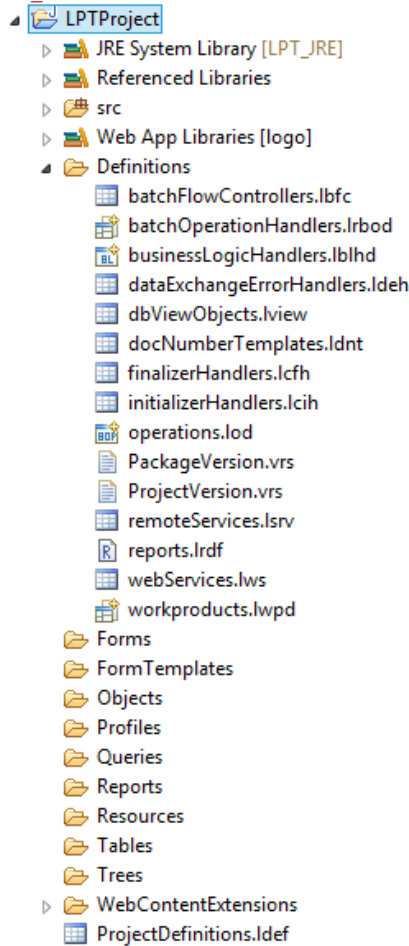 LPTProject
JRE System Library [LPT_JRE]
Referenced Libraries
src
Web App Libraries [logo]
Definitions
batchFlowControllers.lbfc
batchOperationHandlers.lrbod
businessLogicHandlers.lblhd
dataExchangeErrorHandlers.ldeh
dbViewObjects.lview
docNumberTemplates.ldnt
finalizerHandlers.lcfh
initializerHandlers.lcih
operations.lod
PackageVersion.vrs
ProjectVersion.vrs
remoteServices.lsrv
reports.lrdf
webServices.lws
workproducts.lwpd
Forms
FormTemplates
Objects
Profiles
Queries
Reports
Resources
Tables
Trees
WebContentExtensions
ProjectDefinitions.ldef